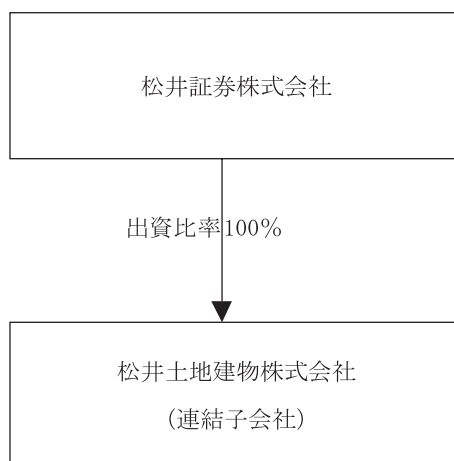 松井証券株式会社
出資比率100％
松井土地建物株式会社
（連結子会社）